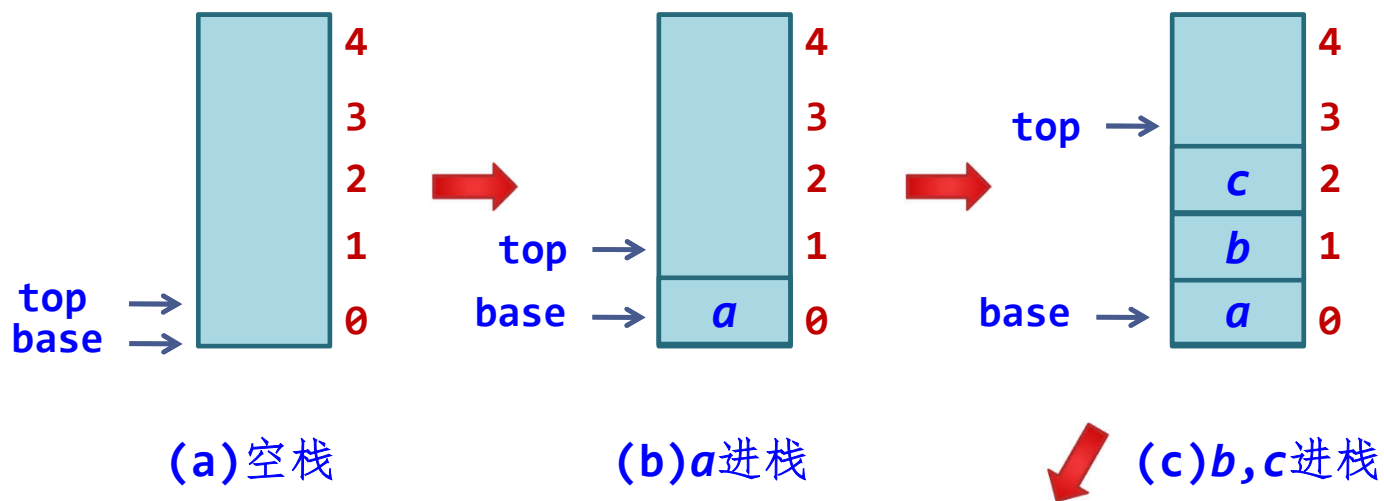 4 4 4
3 3 top 3
2 2 c 2
1 top 1 b 1
top
base 0 base a 0 base a 0
(a)空栈 (b)a进栈 (c)b,c进栈